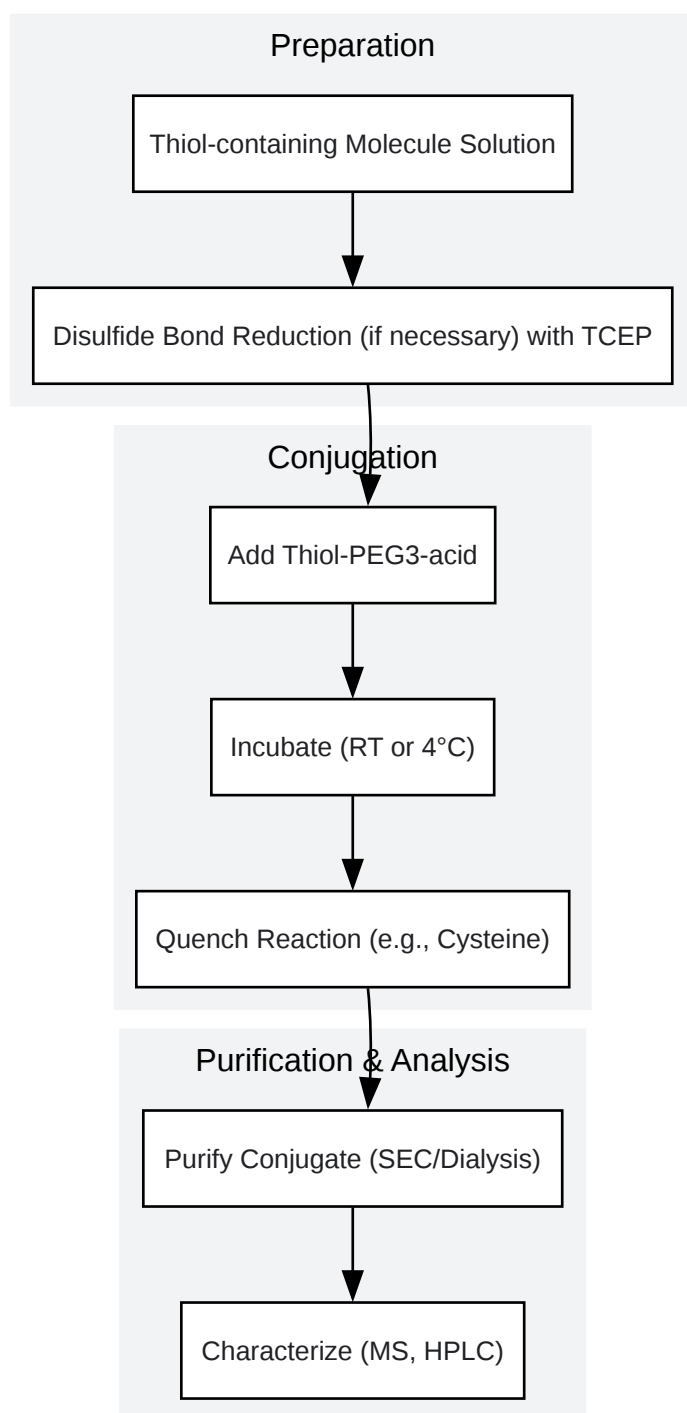 Preparation
Thiol-containing Molecule Solution
Disulfide Bond Reduction (if necessary) with TCEP
Conjugation
Add Thiol-PEG3-acid
Incubate (RT or 4°C)
Quench Reaction (e.g., Cysteine)
Purification & Analysis
Purify Conjugate (SEC/Dialysis)
Characterize (MS, HPLC)